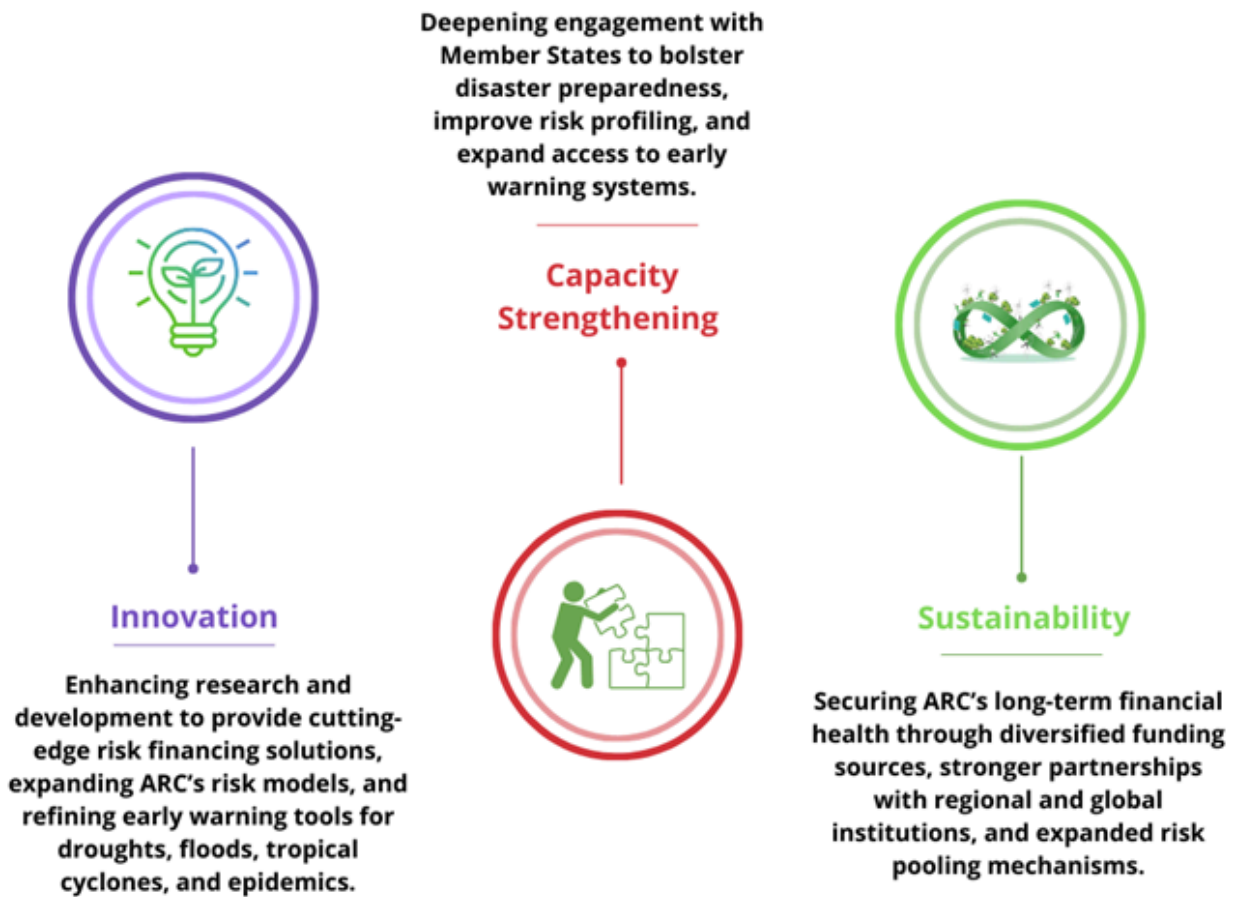 Innovation
Enhancing research and
development to provide cutting-
edge risk financing solutions,
expanding ARC’s risk models, and
refining early warning tools for
droughts, floods, tropical
cyclones, and epidemics.
Deepening engagement with
Member States to bolster
disaster preparedness,
improve risk profiling, and
expand access to early
warning systems.
Capacity
Strengthening
Sustainability
Securing ARC’s long-term financial
health through diversified funding
sources, stronger partnerships
with regional and global
institutions, and expanded risk
pooling mechanisms.